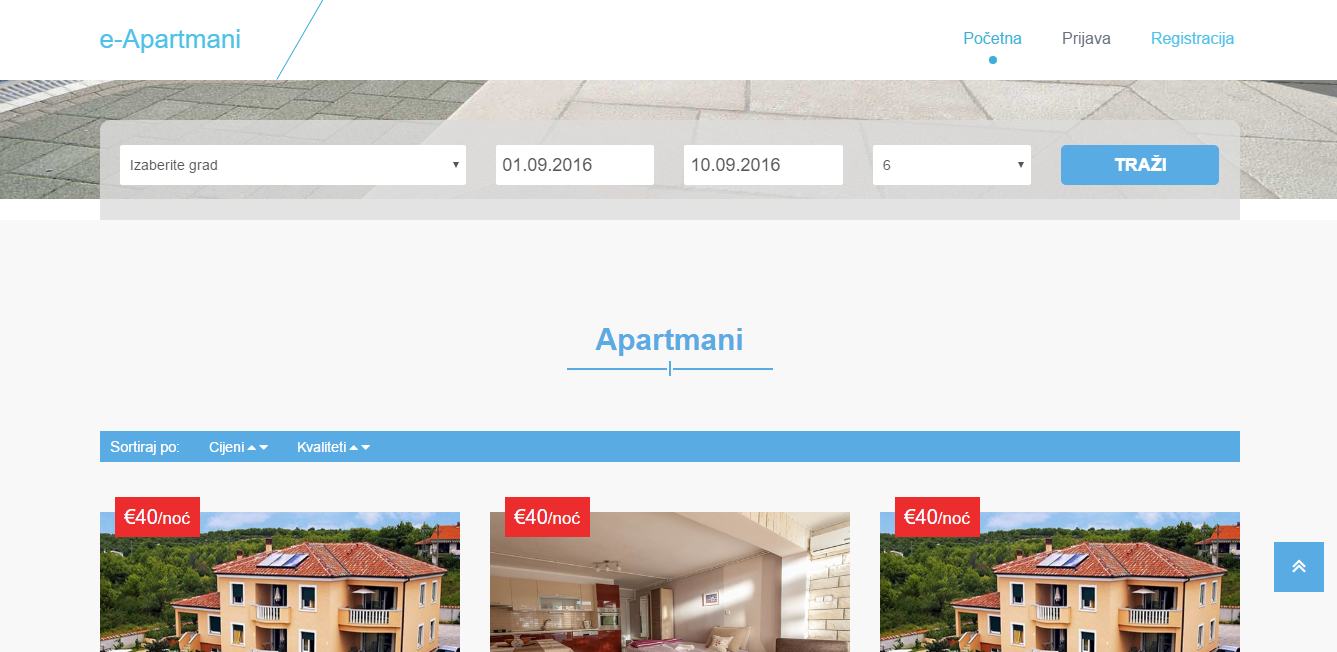 e-Apartmani
Početna Prijava Registracija
Izaberite grad 01.09.2016 10.09.2016 6 TRAŽI
Apartmani
Sortiraj po: Cijeni Kvaliteti
€40/noć €40/noć €40/noć